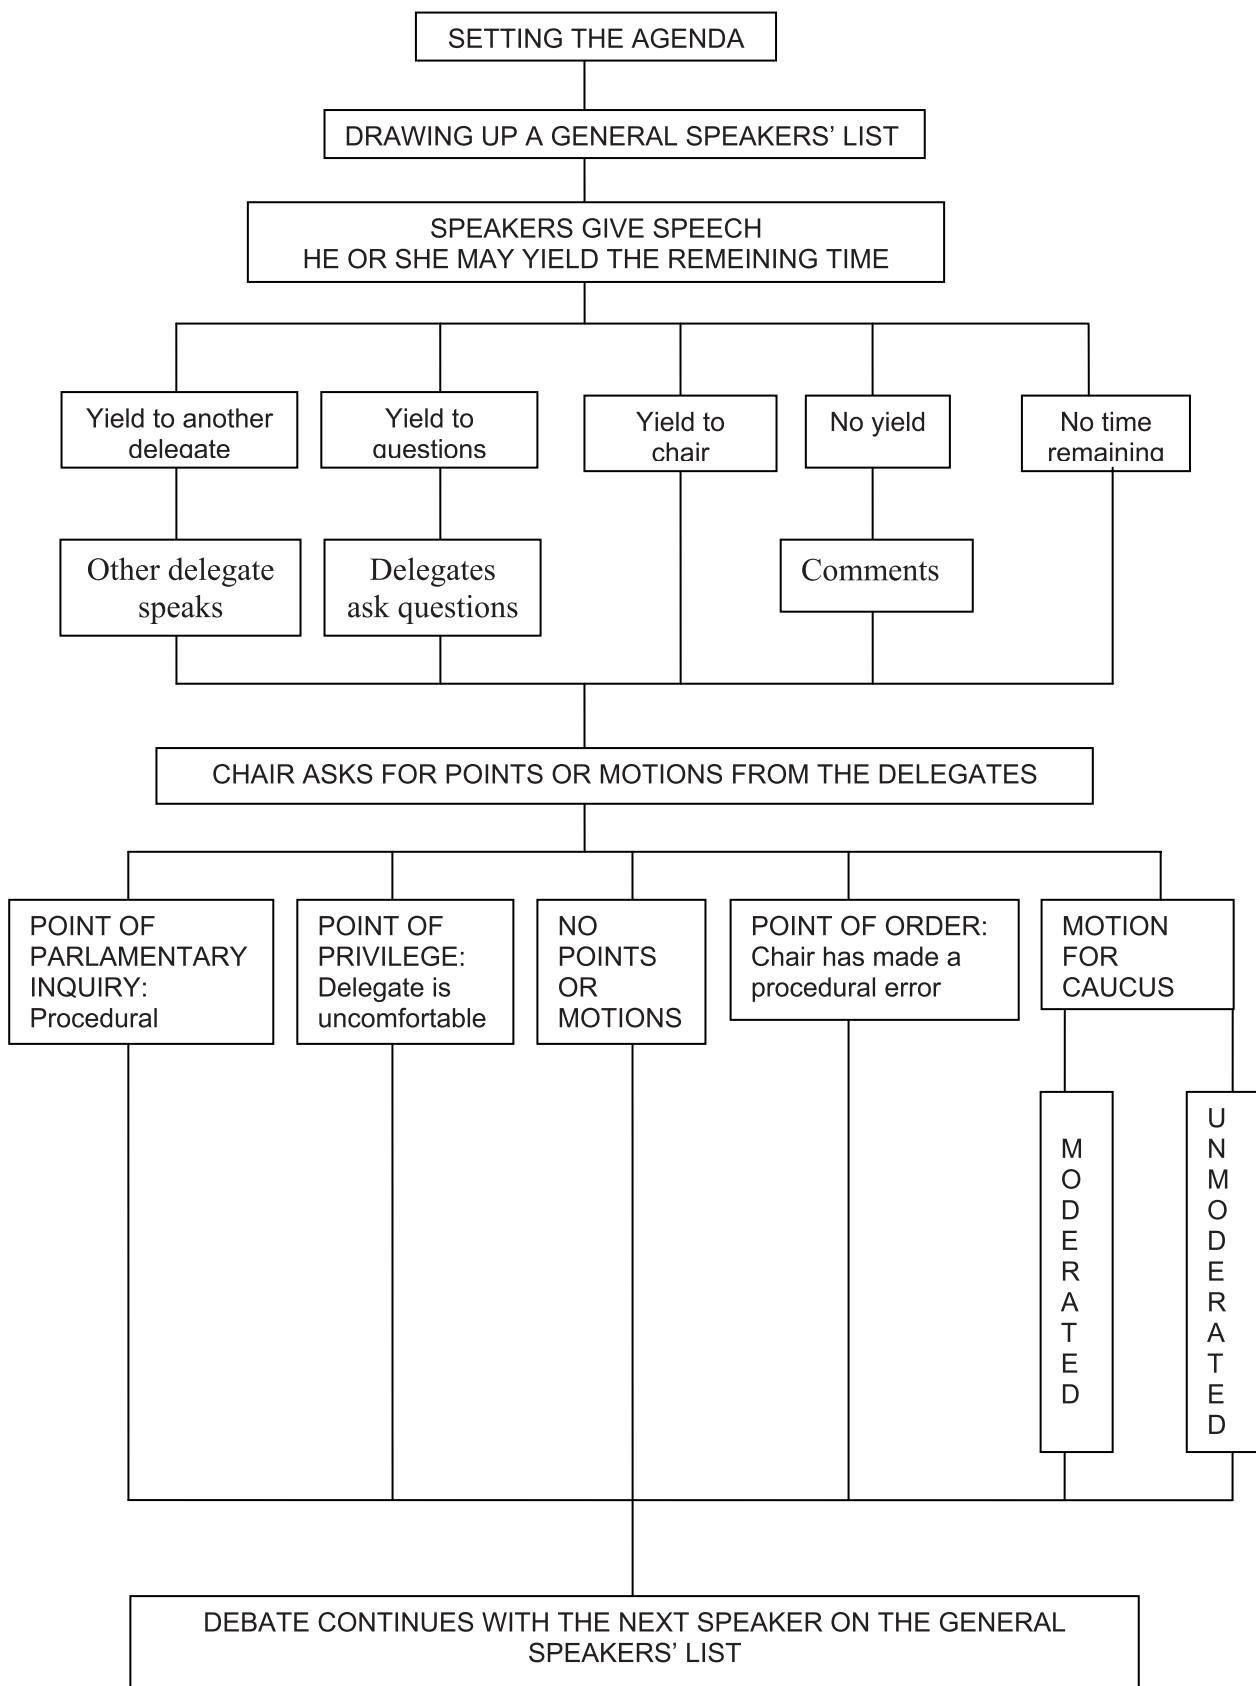 SETTING THE AGENDA
DRAWING UP A GENERAL SPEAKERS’ LIST
SPEAKERS GIVE SPEECH
HE OR SHE MAY YIELD THE REMEINING TIME
Yield to another
delegate
Yield to
questions
Yield to
chair
No yield
No time
remaining
Other delegate
speaks
Delegates
ask questions
Comments
CHAIR ASKS FOR POINTS OR MOTIONS FROM THE DELEGATES
POINT OF
PARLAMENTARY
INQUIRY:
Procedural
POINT OF
PRIVILEGE:
Delegate is
uncomfortable
NO
POINTS
OR
MOTIONS
POINT OF ORDER:
Chair has made a
procedural error
MOTION
FOR
CAUCUS
MODERATED
UNMODERATED
DEBATE CONTINUES WITH THE NEXT SPEAKER ON THE GENERAL
SPEAKERS’ LIST